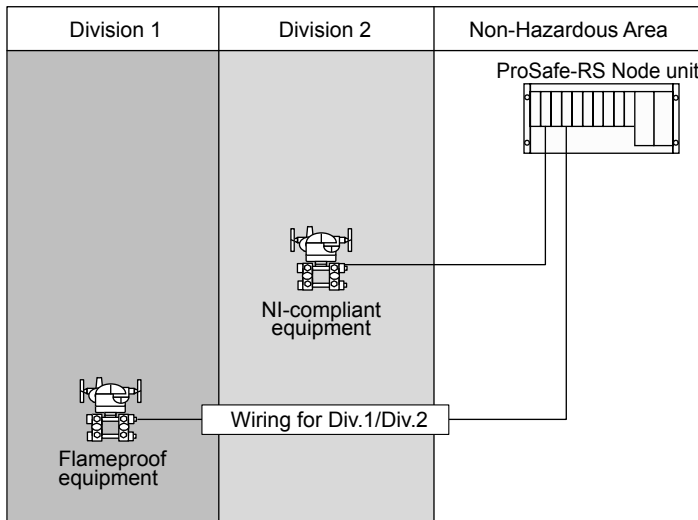 Division 1
Division 2
Non-Hazardous Area
ProSafe-RS Node unit
NI-compliant
equipment
Wiring for Div.1/Div.2
Flameproof
equipment